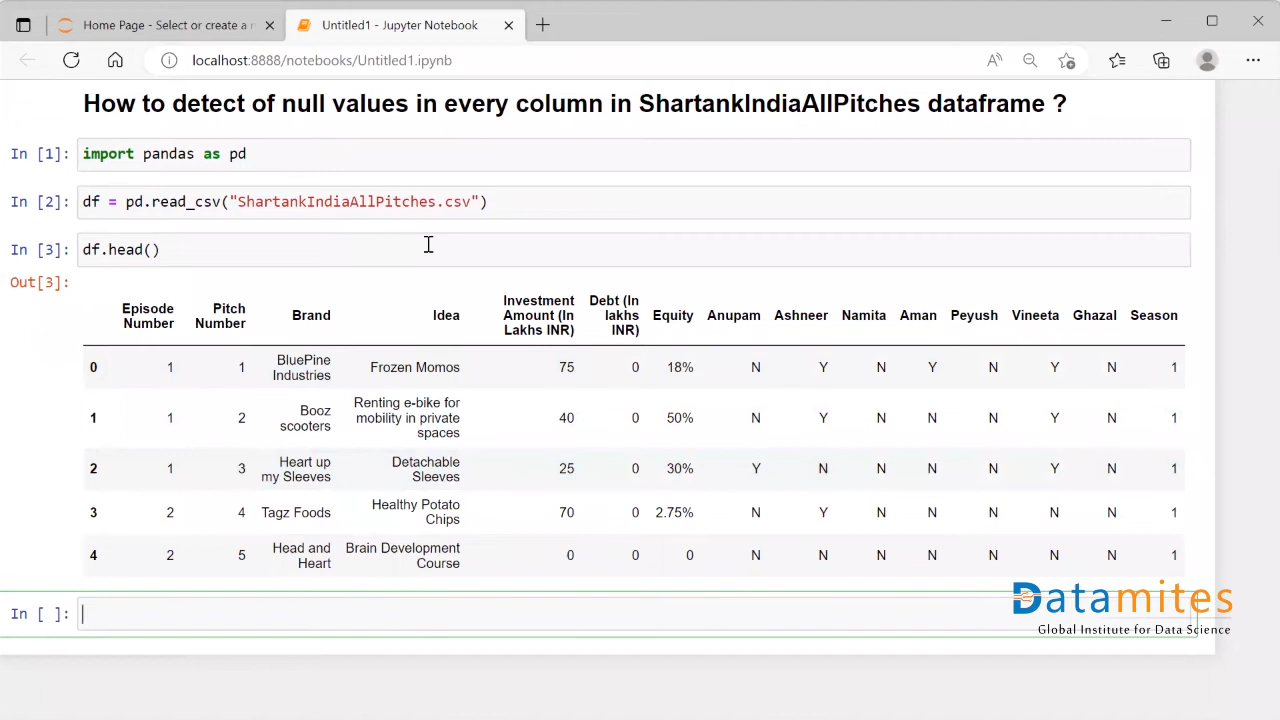 Home Page - Select or create a n
Untitled1 - Jupyter Notebook
localhost:8888/notebooks/Untitled1.ipynb
How to detect of null values in every column in ShartankIndiaAllPitches dataframe ?
In [1]: import pandas as pd
In [2]: df = pd.read_csv("ShartankIndiaAllPitches.csv")
In [3]: df.head()
Out[3]:
Episode Number Pitch Number Brand Idea Investment Amount (In Lakhs INR) Debt (In lakhs INR) Equity Anupam Ashneer Namita Aman Peyush Vineeta Ghazal Season
0 1 1 BluePine Industries Frozen Momos 75 0 18% N Y N Y N Y N 1
1 1 2 Booz scooters Renting e-bike for mobility in private spaces 40 0 50% N Y N N N Y N 1
2 1 3 Heart up my Sleeves Detachable Sleeves 25 0 30% Y N N N N Y N 1
3 2 4 Tagz Foods Healthy Potato Chips 70 0 2.75% N Y N N N N N 1
4 2 5 Head and Heart Brain Development Course 0 0 0 N N N N N N N 1
In [ ]:
Datamites
Global Institute for Data Science